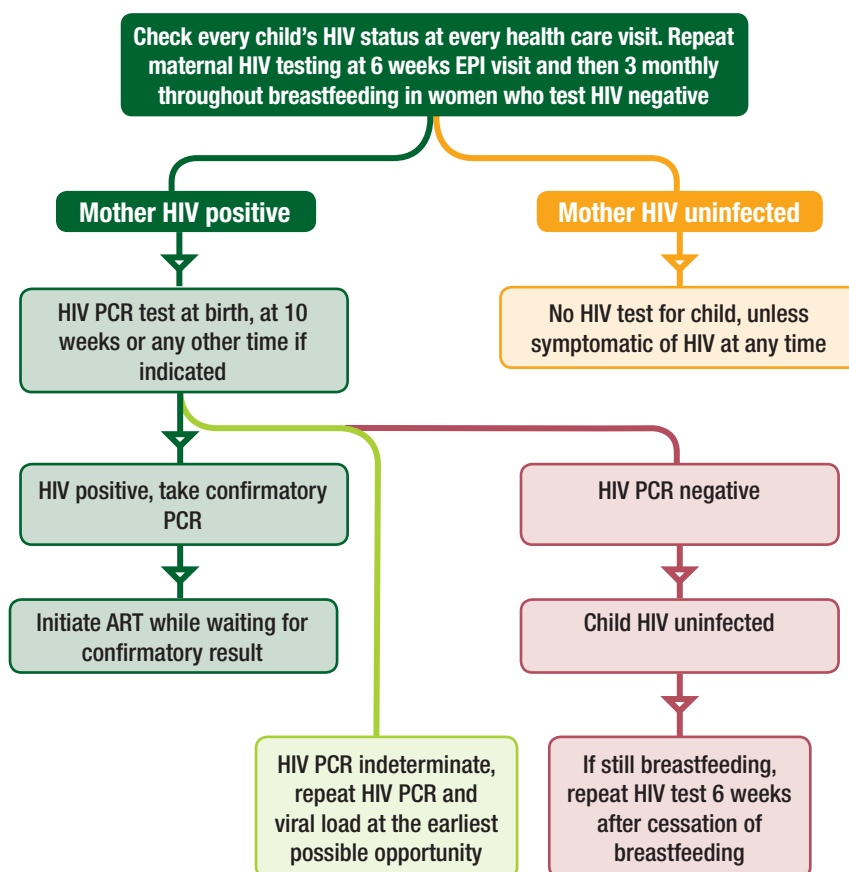 Check every child’s HIV status at every health care visit. Repeat
maternal HIV testing at 6 weeks EPI visit and then 3 monthly
throughout breastfeeding in women who test HIV negative
Mother HIV positive
Mother HIV uninfected
HIV PCR test at birth, at 10
weeks or any other time if
indicated
No HIV test for child, unless
symptomatic of HIV at any time
HIV positive, take confirmatory
PCR
HIV PCR negative
Initiate ART while waiting for
confirmatory result
Child HIV uninfected
HIV PCR indeterminate,
repeat HIV PCR and
viral load at the earliest
possible opportunity
If still breastfeeding,
repeat HIV test 6 weeks
after cessation of
breastfeeding